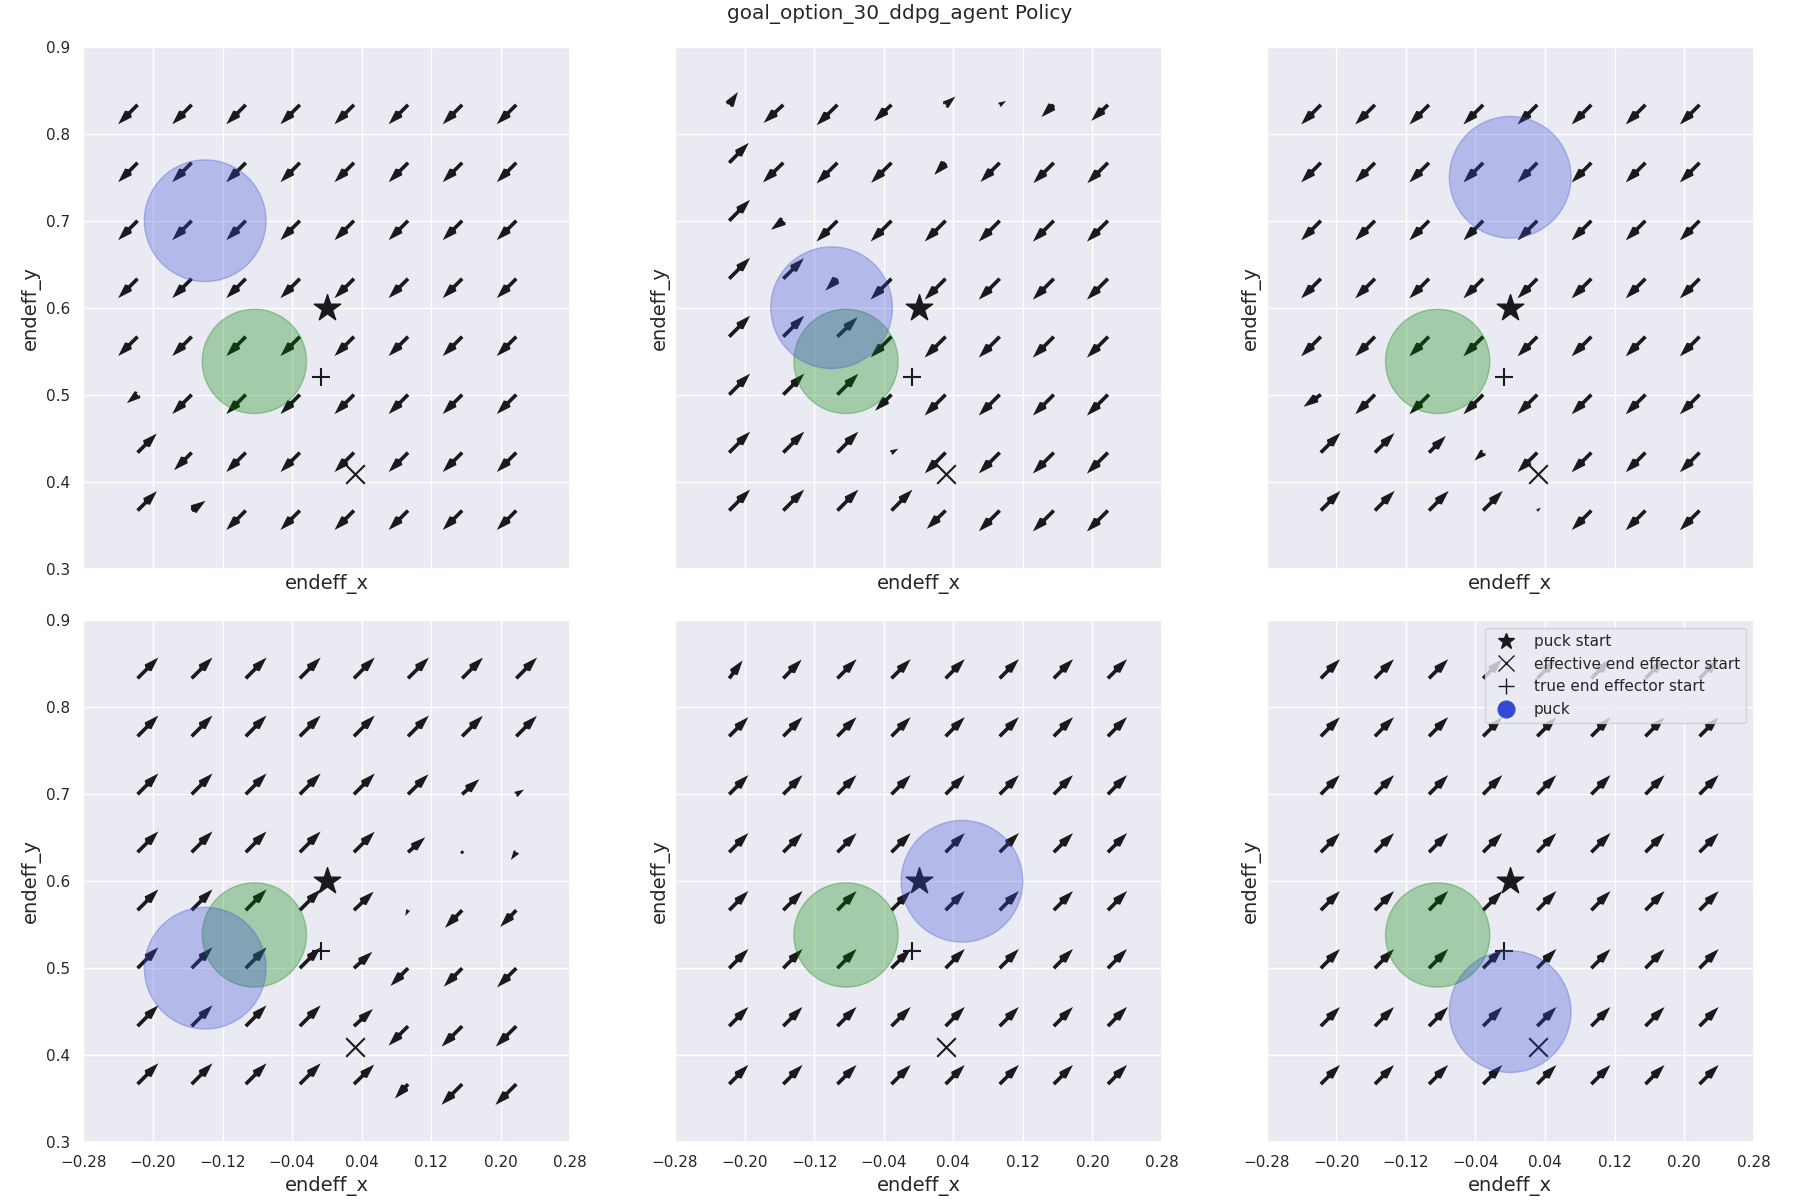 goal_option_30_ddpg_agent Policy
0.9
0.8
0.7
0.6
0.5
0.4
0.3
endeff_y
endeff_x
endeff_y
endeff_x
endeff_y
endeff_x
0.9
0.8
0.7
0.6
0.5
0.4
0.3
endeff_y
−0.28 −0.20 −0.12 −0.04 0.04 0.12 0.20 0.28
endeff_x
endeff_y
−0.28 −0.20 −0.12 −0.04 0.04 0.12 0.20 0.28
endeff_x
puck start
effective end effector start
true end effector start
puck
endeff_y
−0.28 −0.20 −0.12 −0.04 0.04 0.12 0.20 0.28
endeff_x